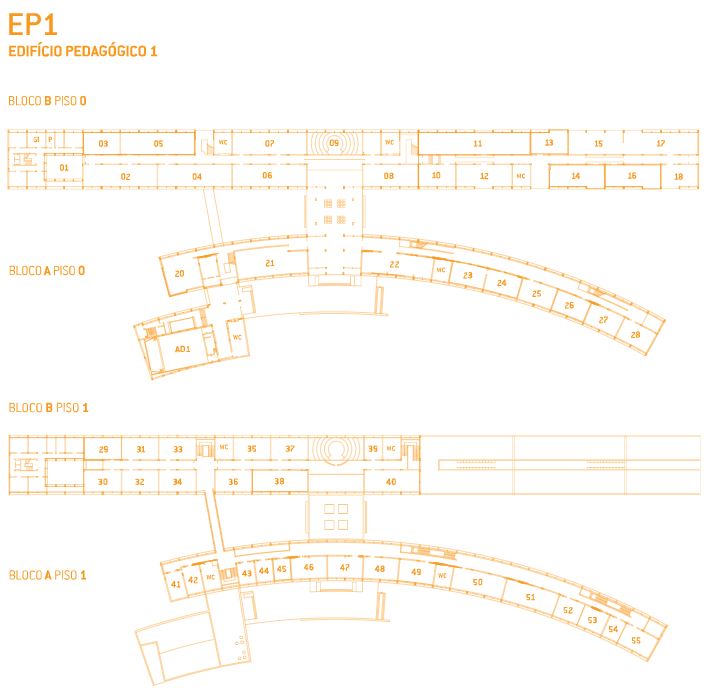 EP1
EDIFÍCIO PEDAGÓGICO 1
BLOCO B PISO 0
G1 P 03 05 WC 07 09 WC 11 13 15 17
01 02 04 06 08 10 12 WC 14 16 18
BLOCO A PISO 0
20 21 22 WC 23 24 25 26 27 28
AD1 WC
BLOCO B PISO 1
29 31 33 WC 35 37 39 WC
30 32 34 36 38 40
BLOCO A PISO 1
41 42 WC 43 44 45 46 47 48 49 WC 50 51 52 53 54 55